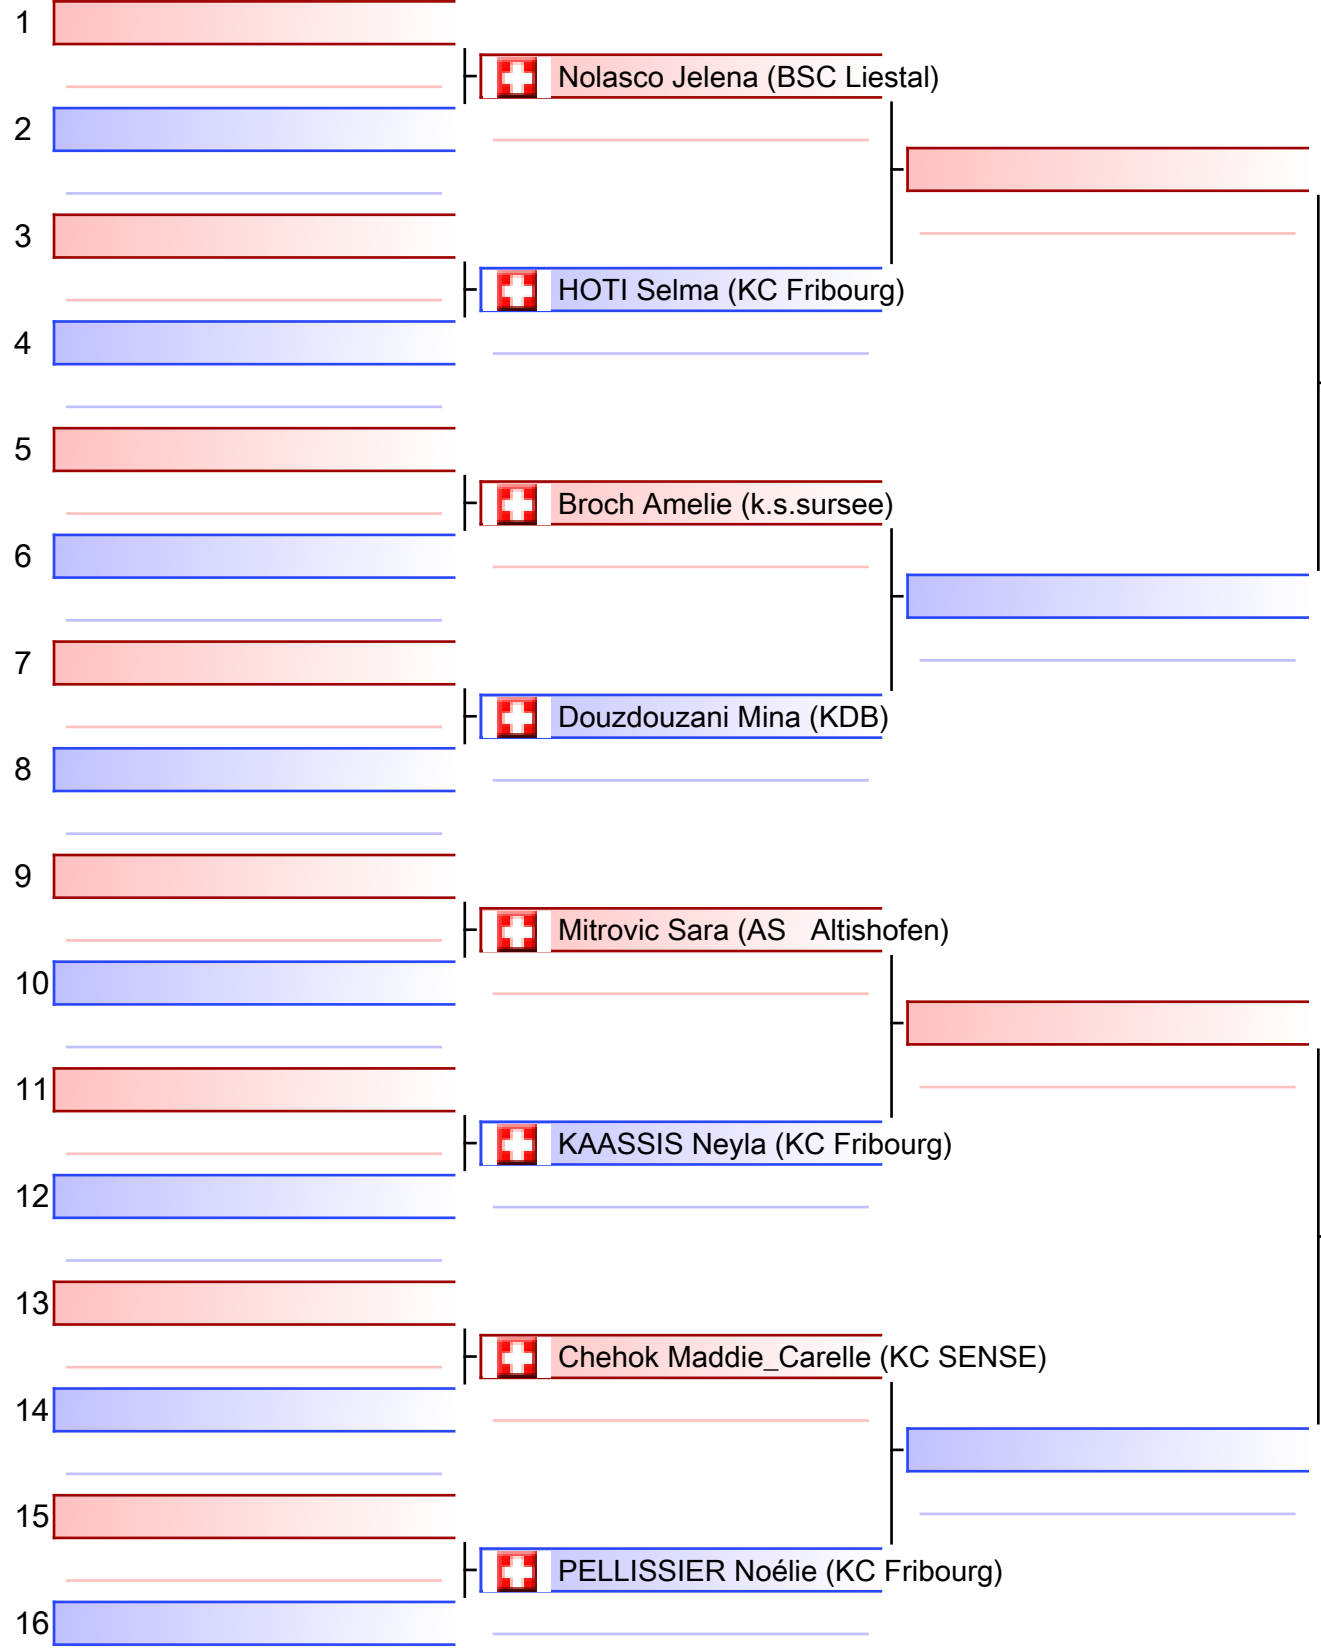 1
Nolasco Jelena (BSC Liestal)
2
3
HOTI Selma (KC Fribourg)
4
5
Broch Amelie (k.s.sursee)
6
7
Douzdouzani Mina (KDB)
8
9
Mitrovic Sara (AS   Altishofen)
10
11
KAASSIS Neyla (KC Fribourg)
12
13
Chehok Maddie_Carelle (KC SENSE)
14
15
PELLISSIER Noélie (KC Fribourg)
16